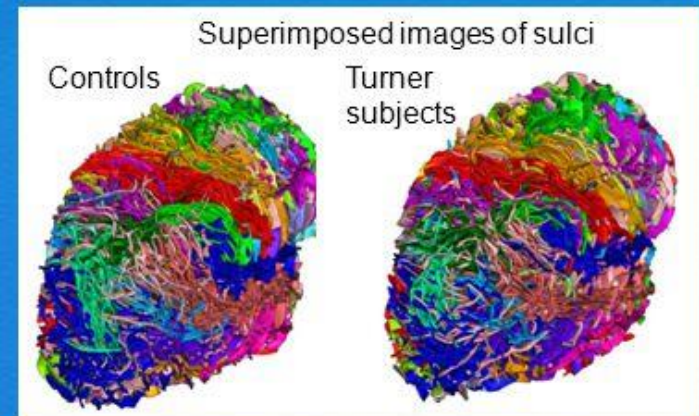 Superimposed images of sulci
Controls
Turner
subjects